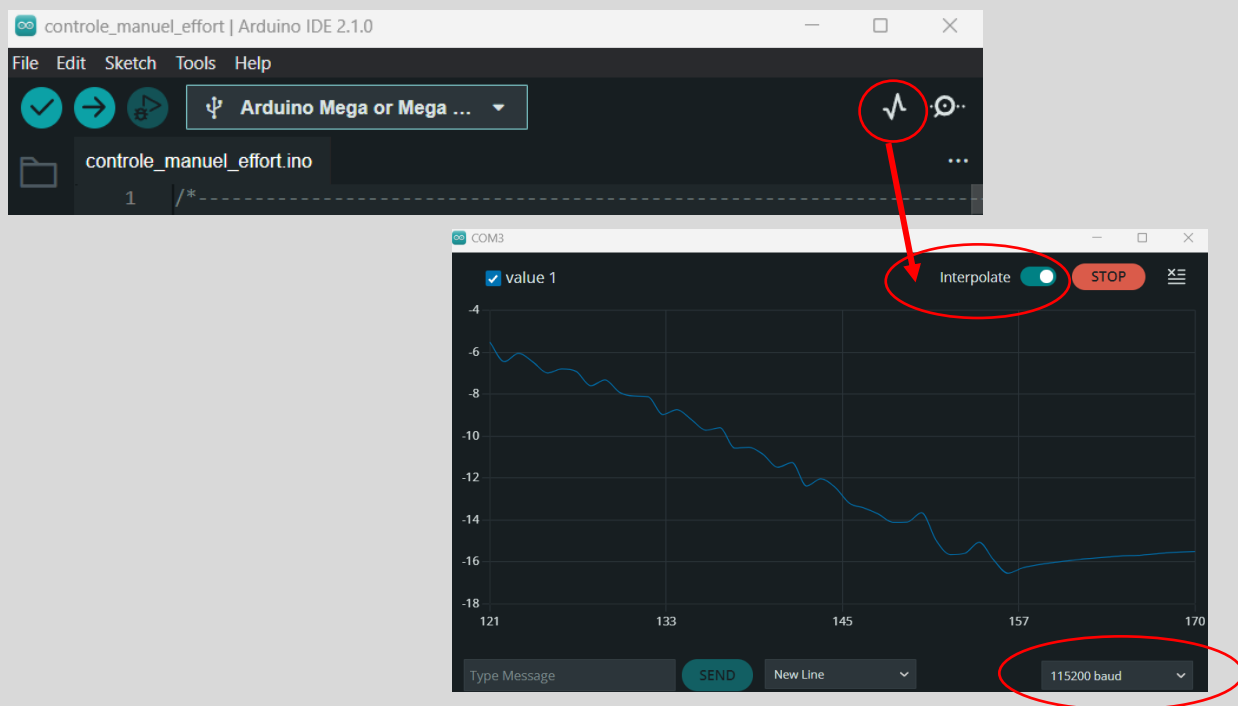 controle_manuel_effort | Arduino IDE 2.1.0
File Edit Sketch Tools Help
Arduino Mega or Mega ...
controle_manuel_effort.ino
1 /*-----------------------------------------------------------------------
COM3
value 1
Interpolate
STOP
-4
-6
-8
-10
-12
-14
-16
-18
121 133 145 157 170
Type Message SEND New Line 115200 baud